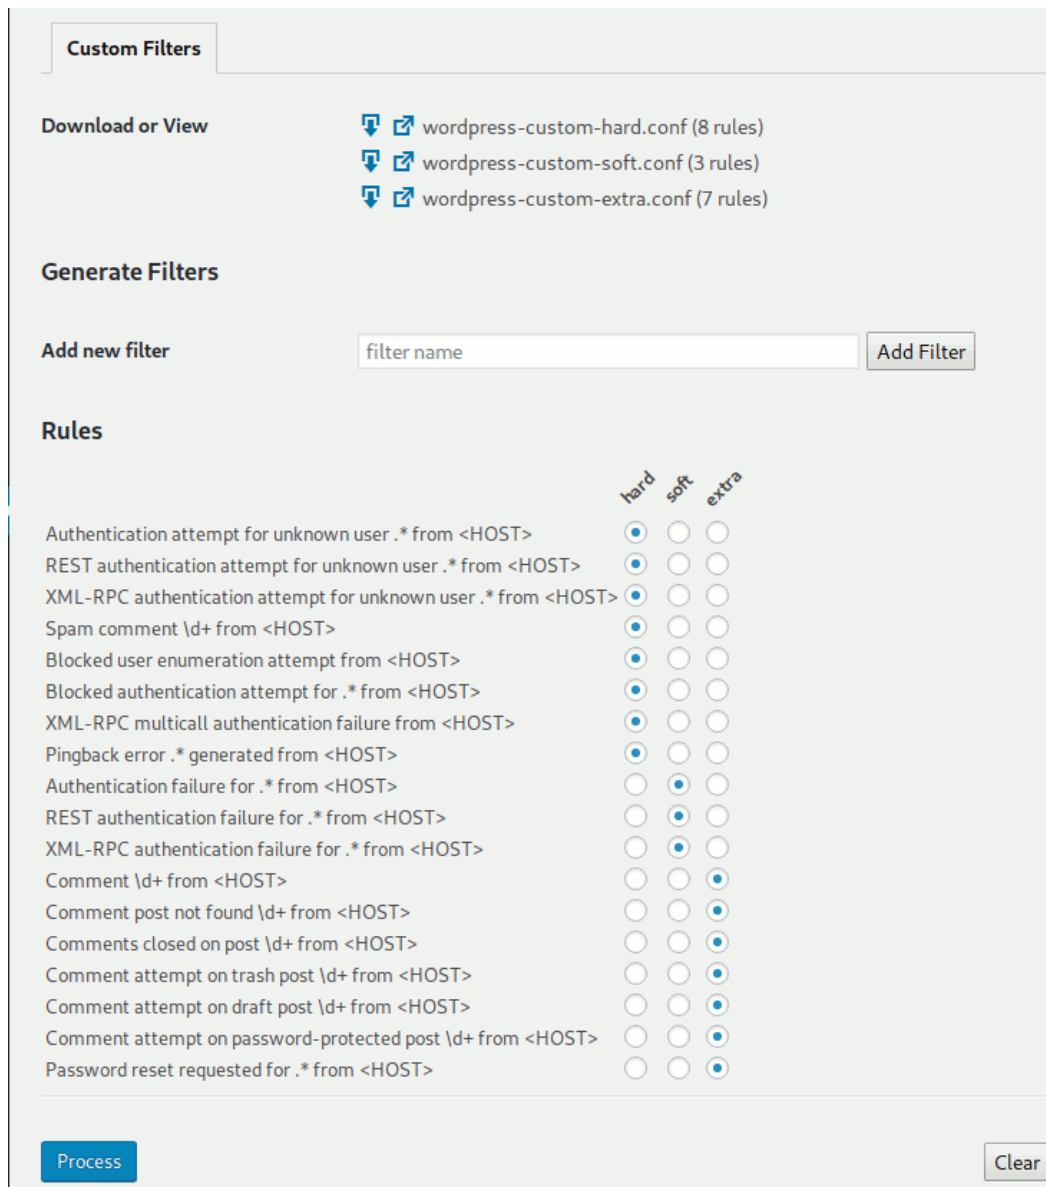 Custom Filters
Download or View
wordpress-custom-hard.conf (8 rules)
wordpress-custom-soft.conf (3 rules)
wordpress-custom-extra.conf (7 rules)
Generate Filters
Add new filter filter name Add Filter
Rules
hard soft extra
Authentication attempt for unknown user .* from <HOST>
REST authentication attempt for unknown user .* from <HOST>
XML-RPC authentication attempt for unknown user .* from <HOST>
Spam comment \d+ from <HOST>
Blocked user enumeration attempt from <HOST>
Blocked authentication attempt for .* from <HOST>
XML-RPC multicall authentication failure from <HOST>
Pingback error .* generated from <HOST>
Authentication failure for .* from <HOST>
REST authentication failure for .* from <HOST>
XML-RPC authentication failure for .* from <HOST>
Comment \d+ from <HOST>
Comment post not found \d+ from <HOST>
Comments closed on post \d+ from <HOST>
Comment attempt on trash post \d+ from <HOST>
Comment attempt on draft post \d+ from <HOST>
Comment attempt on password-protected post \d+ from <HOST>
Password reset requested for .* from <HOST>
Process Clear